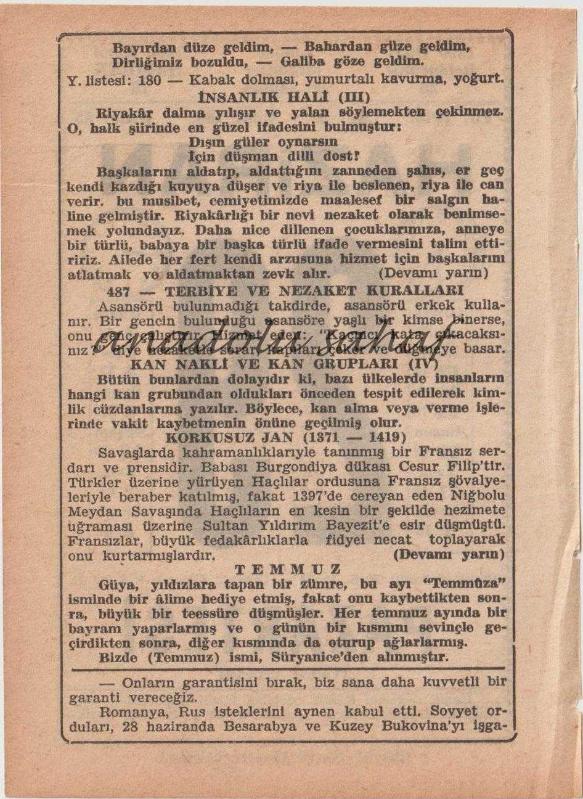 Bayırdan düze geldim, — Bahardan güze geldim,
Dirliğimiz bozuldu, — Galiba göze geldim.
Y. listesi: 180 — Kabak dolması, yumurtalı kavurma, yoğurt.
İNSANLIK HALİ (III)
Riyakâr daima yılışır ve yalan söylemekten çekinmez.
O, halk şiirinde en güzel ifadesini bulmuştur:
Dışın güler oynarsın
İçin düşman dilli dost!
Başkalarını aldatıp, aldattığını zanneden şahıs, er geç
kendi kazdığı kuyuya düşer ve riya ile beslenen, riya ile can
verir. bu musibet, cemiyetimizde maalesef bir salgın ha-
line gelmiştir. Riyakârlığı bir nevi nezaket olarak benimse-
mek yolundayız. Daha nice dillenen çocuklarımıza, anneye
bir türlü, babaya bir başka türlü ifade vermesini talim etti-
ririz. Ailede her fert kendi arzusuna hizmet için başkalarını
atlatmak ve aldatmaktan zevk alır. (Devamı yarın)
487 — TERBİYE VE NEZAKET KURALLARI
Asansörü bulunmadığı takdirde, asansörü erkek kulla-
nır. Bir gencin bulunduğu asansöre yaşlı bir kimse binerse,
onu
anadolu sahaf
kata çıkacaksı-
nız
düğmeye basar.
KAN NAKLİ VE KAN GRUPLARI (IV)
Bütün bunlardan dolayıdır ki, bazı ülkelerde insanların
hangi kan grubundan oldukları önceden tespit edilerek kim-
lik cüzdanlarına yazılır. Böylece, kan alma veya verme işle-
rinde vakit kaybetmenin önüne geçilmiş olur.
KORKUSUZ JAN (1371 — 1419)
Savaşlarda kahramanlıklarıyle tanınmış bir Fransız ser-
darı ve prensidir. Babası Burgondiya dükası Cesur Filip'tir.
Türkler üzerine yürüyen Haçlılar ordusuna Fransız şövalye-
leriyle beraber katılmış, fakat 1397'de cereyan eden Niğbolu
Meydan Savaşında Haçlıların en kesin bir şekilde hezimete
uğraması üzerine Sultan Yıldırım Bayezit'e esir düşmüştü.
Fransızlar, büyük fedakârlıklarla fidyei necat toplayarak
onu kurtarmışlardır. (Devamı yarın)
TEMMUZ
Gûya, yıldızlara tapan bir zümre, bu ayı “Temmûza”
isminde bir âlime hediye etmiş, fakat onu kaybettikten son-
ra, büyük bir teessüre düşmüşler. Her temmuz ayında bir
bayram yaparlarmış ve o günün bir kısmını sevinçle ge-
çirdikten sonra, diğer kısmında da oturup ağlarlarmış.
Bizde (Temmuz) ismi, Süryanice'den alınmıştır.
— Onların garantisini bırak, biz sana daha kuvvetli bir
garanti vereceğiz.
Romanya, Rus isteklerini aynen kabul etti. Sovyet or-
duları, 28 haziranda Besarabya ve Kuzey Bukovina'yı işga-